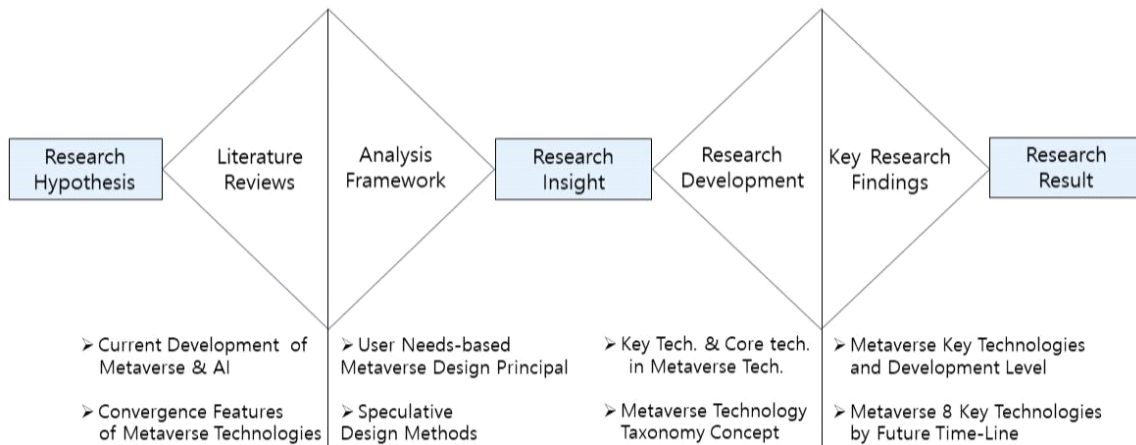 Research
Hypothesis
Literature
Reviews
Analysis
Framework
Research
Insight
Research
Development
Key Research
Findings
Research
Result
➢ Current Development of
Metaverse & AI
➢ Convergence Features
of Metaverse Technologies
➢ User Needs-based
Metaverse Design Principal
➢ Speculative
Design Methods
➢ Key Tech. & Core tech.
in Metaverse Tech.
➢ Metaverse Technology
Taxonomy Concept
➢ Metaverse Key Technologies
and Development Level
➢ Metaverse 8 Key Technologies
by Future Time-Line